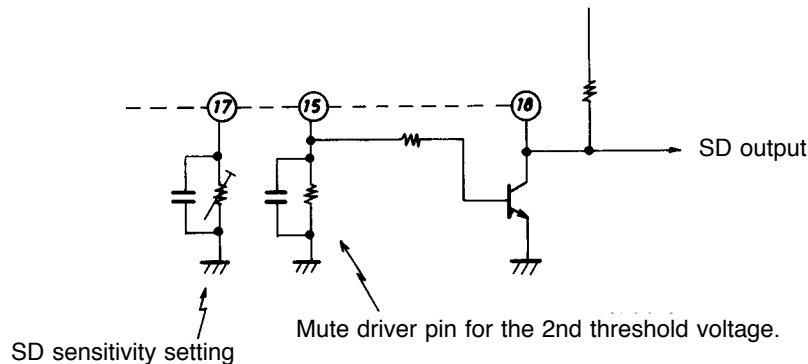 17
15
18
SD output
Mute driver pin for the 2nd threshold voltage.
SD sensitivity setting